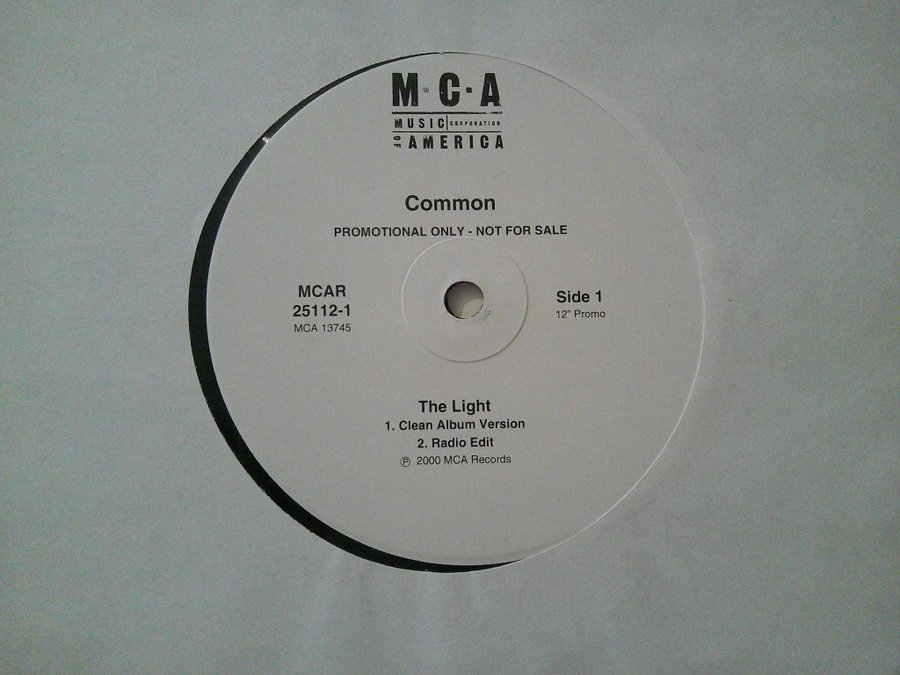 M·C·A
MUSIC CORPORATION
OF AMERICA
Common
PROMOTIONAL ONLY - NOT FOR SALE
MCAR
25112-1
MCA 13745
Side 1
12" Promo
The Light
1. Clean Album Version
2. Radio Edit
℗ 2000 MCA Records